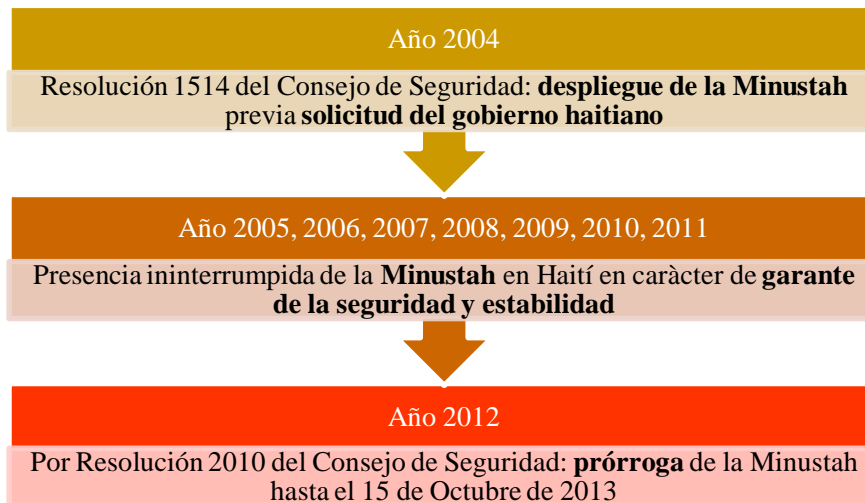 Año 2004
Resolución 1514 del Consejo de Seguridad: despliegue de la Minustah
previa solicitud del gobierno haitiano
Año 2005, 2006, 2007, 2008, 2009, 2010, 2011
Presencia ininterrumpida de la Minustah en Haití en caràcter de garante
de la seguridad y estabilidad
Año 2012
Por Resolución 2010 del Consejo de Seguridad: prórroga de la Minustah
hasta el 15 de Octubre de 2013